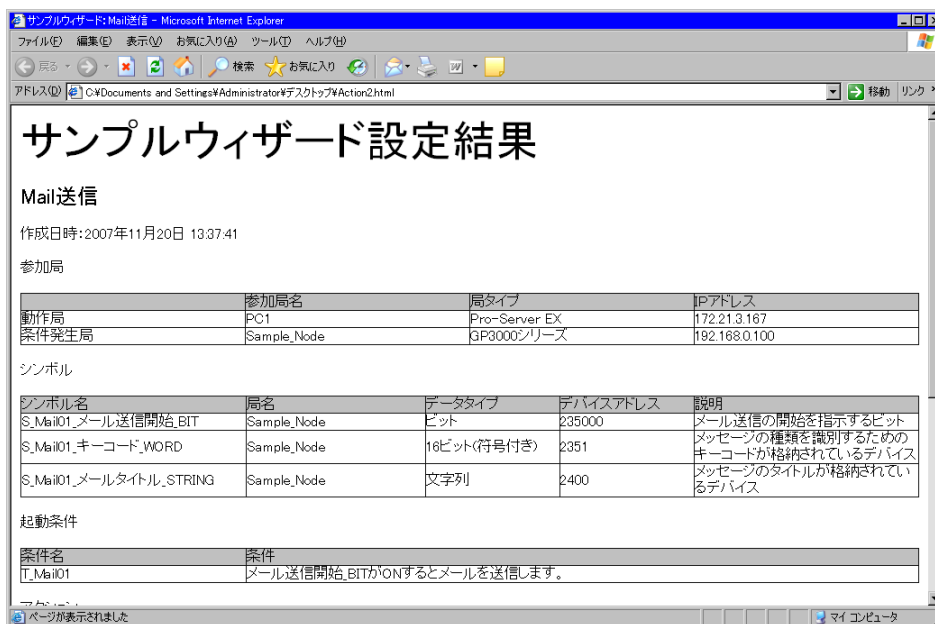 サンプルウィザード：Mail送信 - Microsoft Internet Explorer
ファイル(F) 編集(E) 表示(V) お気に入り(A) ツール(T) ヘルプ(H)
戻る 検索 お気に入り
アドレス(D) C:¥Documents and Settings¥Administrator¥デスクトップ¥Action2.html 移動 リンク »
サンプルウィザード設定結果
Mail送信
作成日時：2007年11月20日 13:37:41
参加局
参加局名 局タイプ IPアドレス
動作局 PC1 Pro-Server EX 172.21.3.167
条件発生局 Sample_Node GP3000シリーズ 192.168.0.100
シンボル
シンボル名 局名 データタイプ デバイスアドレス 説明
S_Mail01_メール送信開始_BIT Sample_Node ビット 235000 メール送信の開始を指示するビット
S_Mail01_キーコード_WORD Sample_Node 16ビット(符号付き) 2351 メッセージの種類を識別するための
キーコードが格納されているデバイス
S_Mail01_メールタイトル_STRING Sample_Node 文字列 2400 メッセージのタイトルが格納されてい
るデバイス
起動条件
条件名 条件
T_Mail01 メール送信開始_BITがONするとメールを送信します。
ページが表示されました マイ コンピュータ